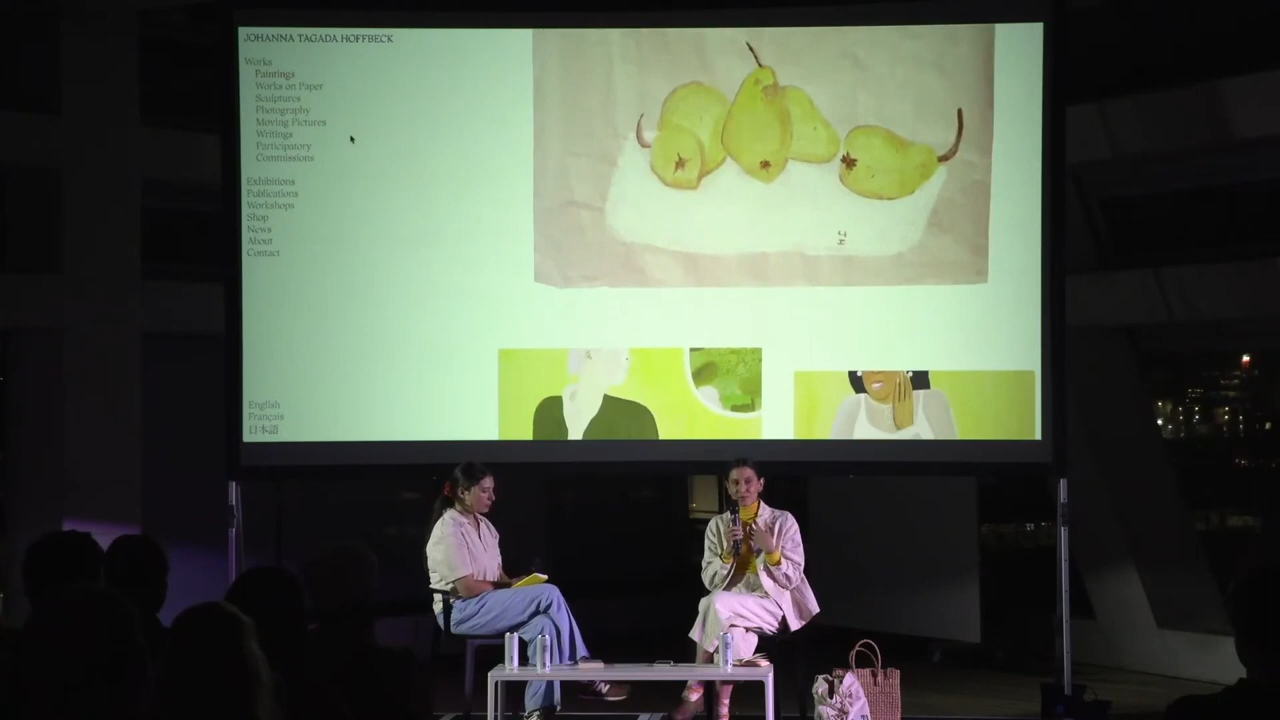 JOHANNA TAGADA HOFFBECK
Works
Paintings
Works on Paper
Sculptures
Photography
Moving Pictures
Writings
Participatory
Commissions
Exhibitions
Publications
Workshops
Shop
News
About
Contact
English
Français
日本語
JH